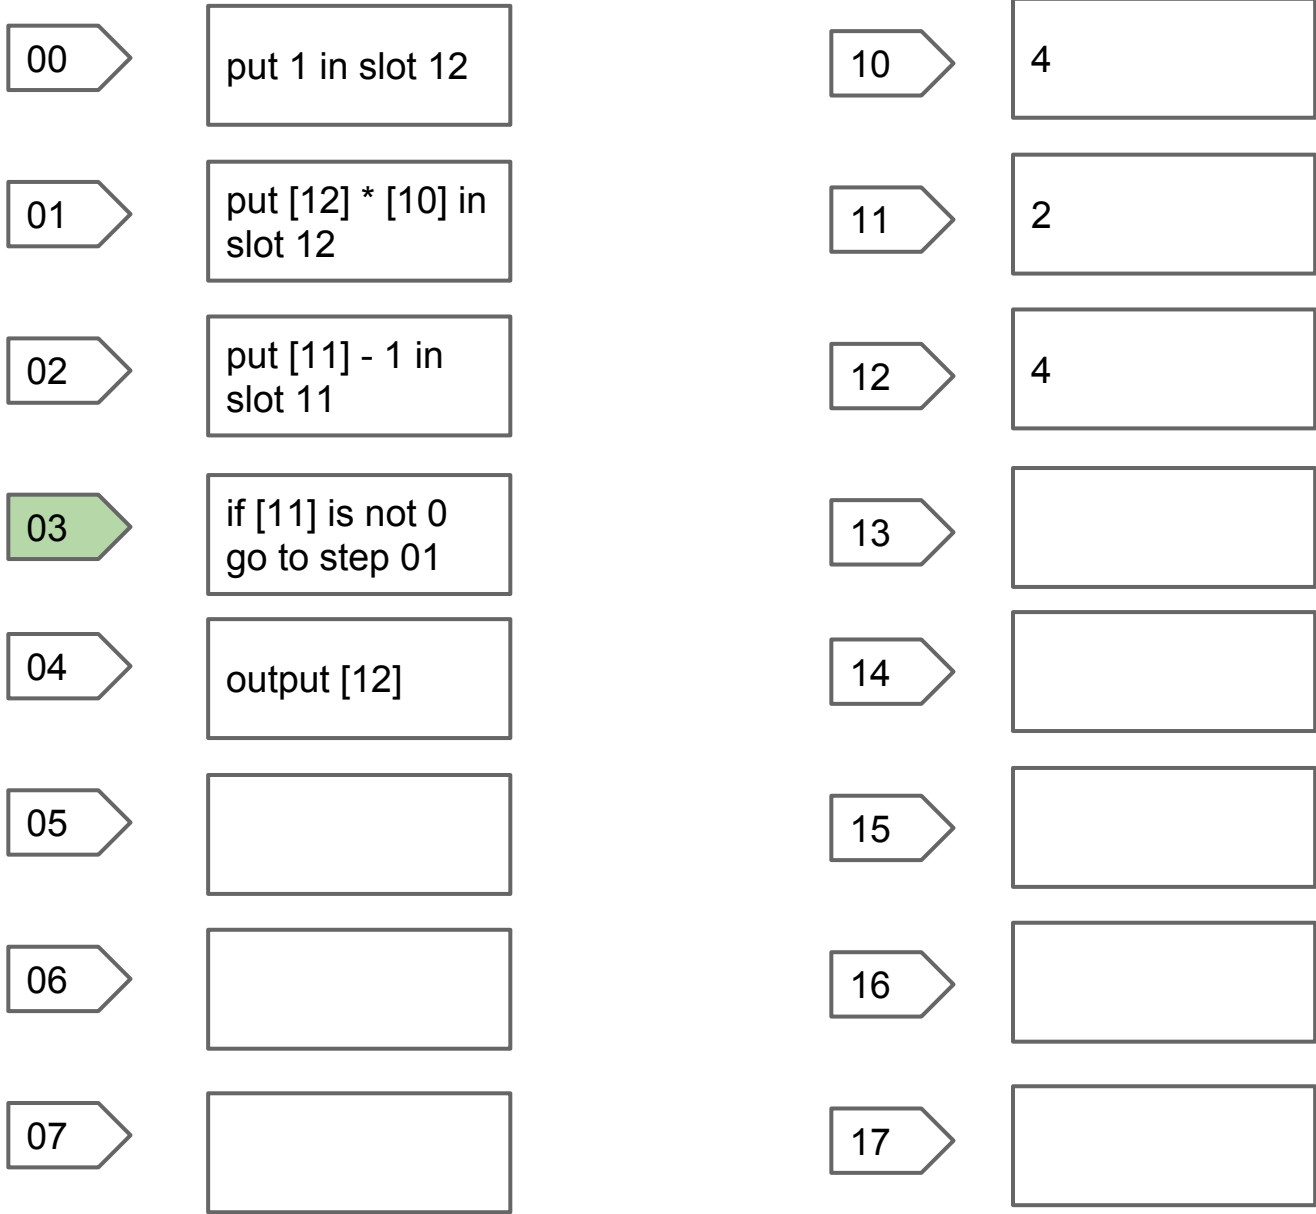 00
put 1 in slot 12
01
put [12] * [10] in
slot 12
02
put [11] - 1 in
slot 11
03
if [11] is not 0
go to step 01
04
output [12]
05
06
07
10
4
11
2
12
4
13
14
15
16
17